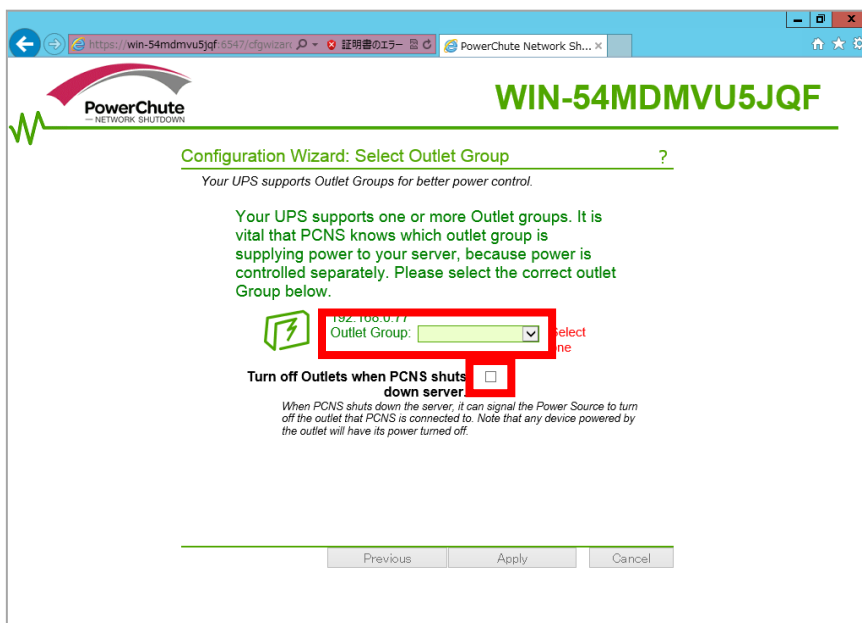 https://win-54mdmvu5jqf:6547/cfgwizard
証明書のエラー
PowerChute Network Sh...
PowerChute
NETWORK SHUTDOWN
WIN-54MDMVU5JQF
Configuration Wizard: Select Outlet Group
?
Your UPS supports Outlet Groups for better power control.
Your UPS supports one or more Outlet groups. It is
vital that PCNS knows which outlet group is
supplying power to your server, because power is
controlled separately. Please select the correct outlet
Group below.
192.168.0.77
Outlet Group:
Select
one
Turn off Outlets when PCNS shuts
down server.
When PCNS shuts down the server, it can signal the Power Source to turn
off the outlet that PCNS is connected to. Note that any device powered by
the outlet will have its power turned off.
Previous
Apply
Cancel